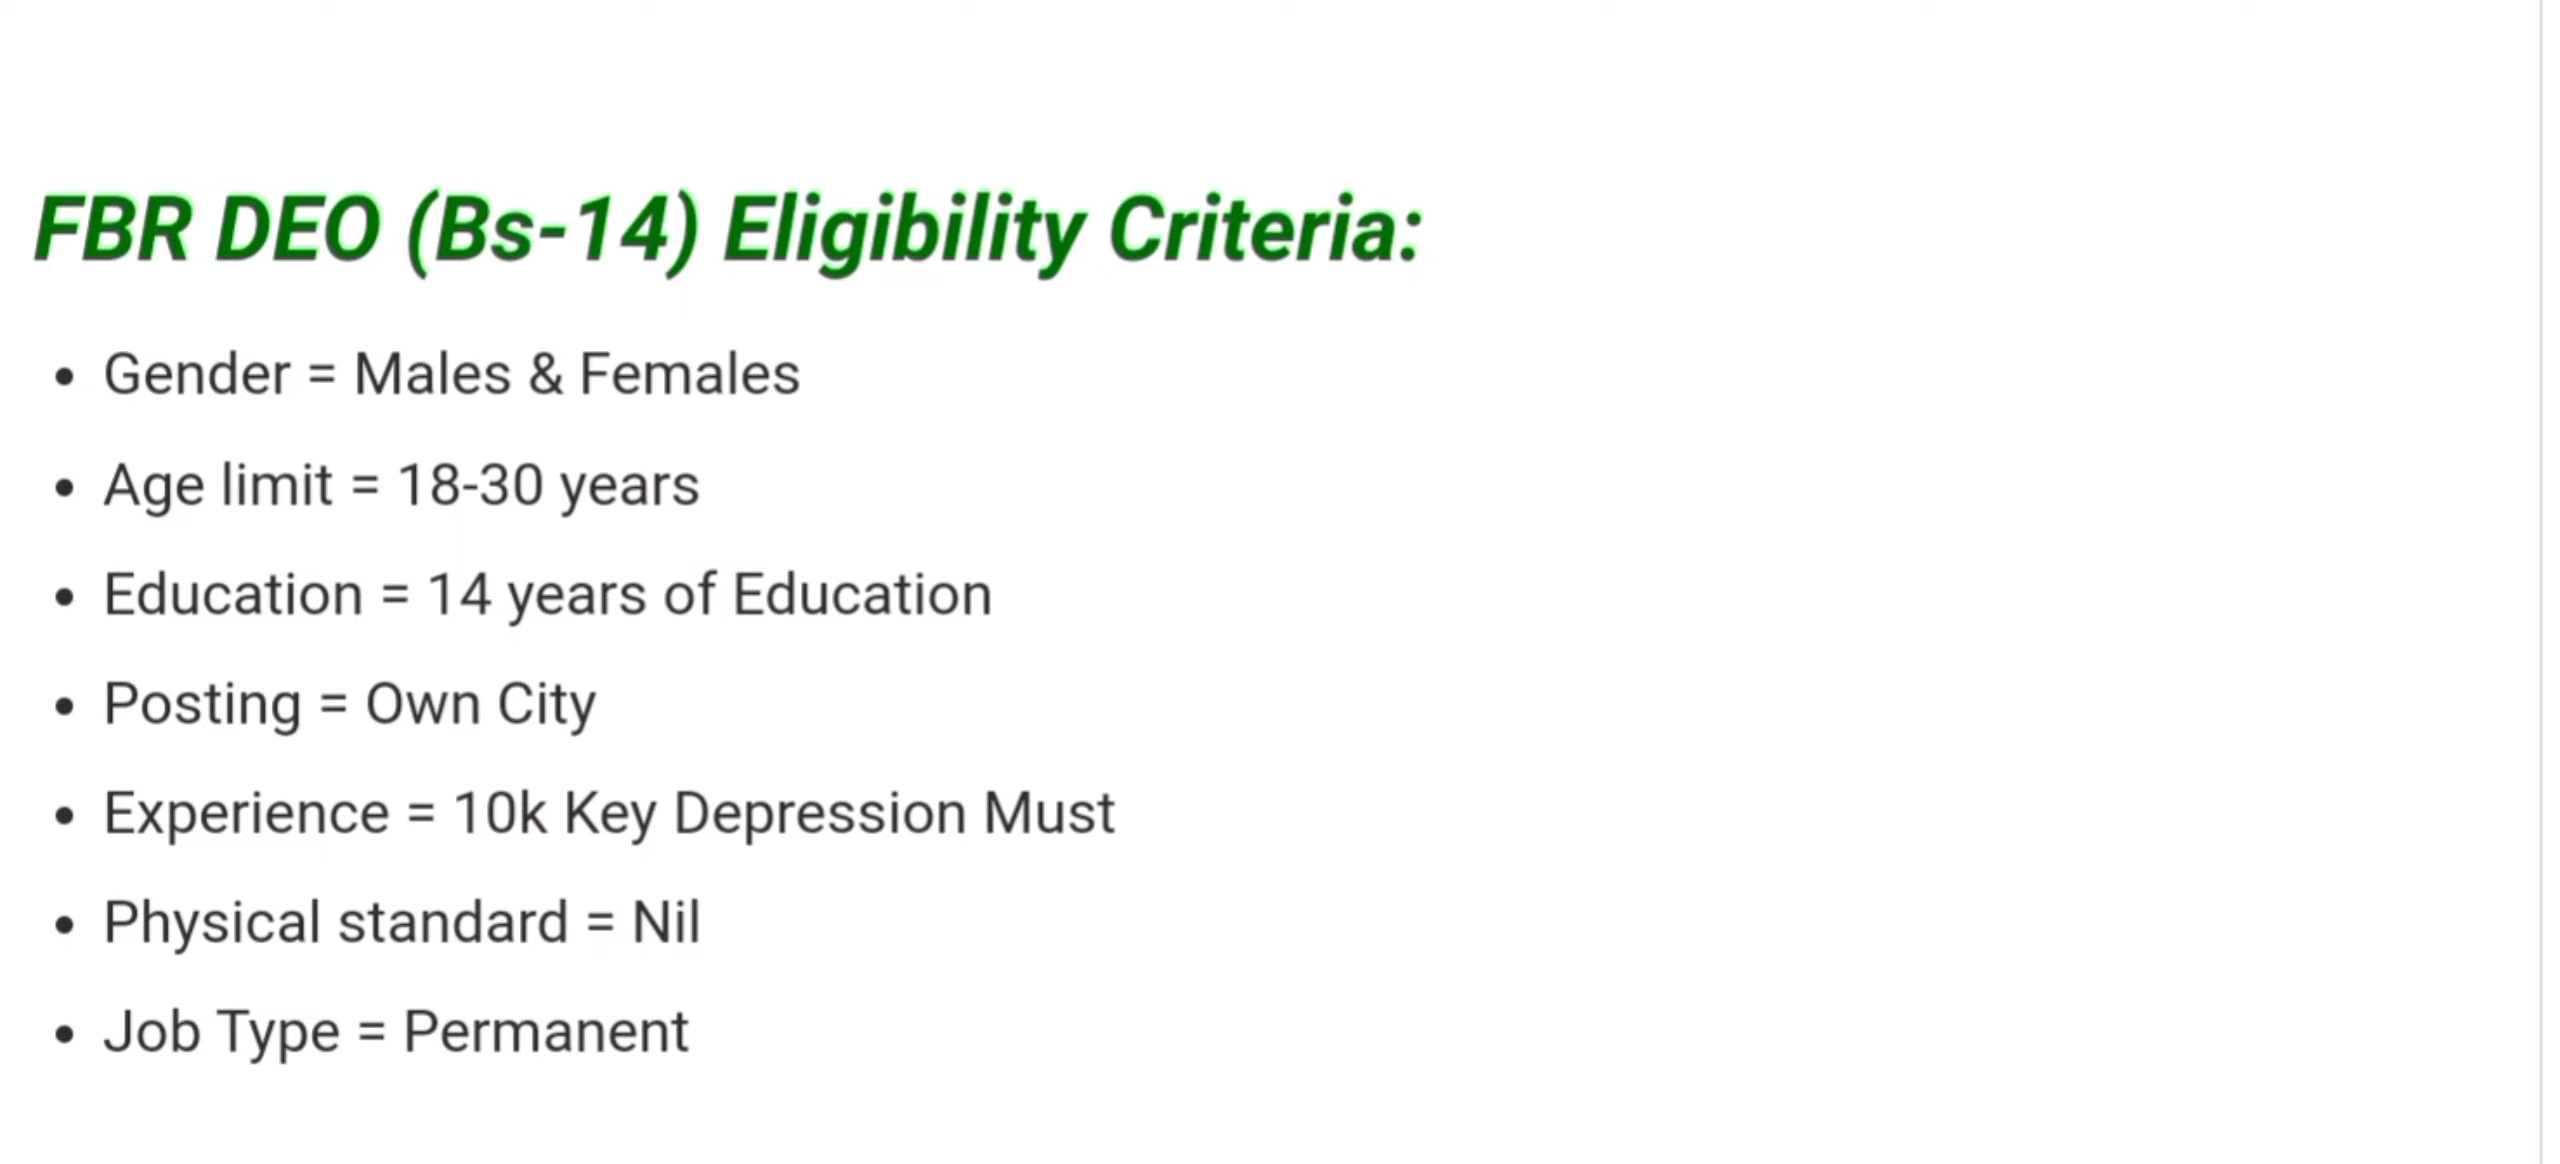 FBR DEO (Bs-14) Eligibility Criteria:
• Gender = Males & Females
• Age limit = 18-30 years
• Education = 14 years of Education
• Posting = Own City
• Experience = 10k Key Depression Must
• Physical standard = Nil
• Job Type = Permanent